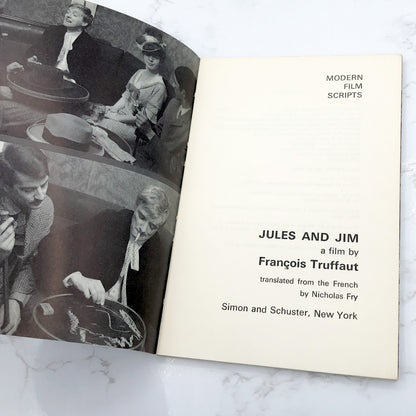 MODERN
FILM
SCRIPTS
JULES AND JIM
a film by
François Truffaut
translated from the French
by Nicholas Fry
Simon and Schuster, New York